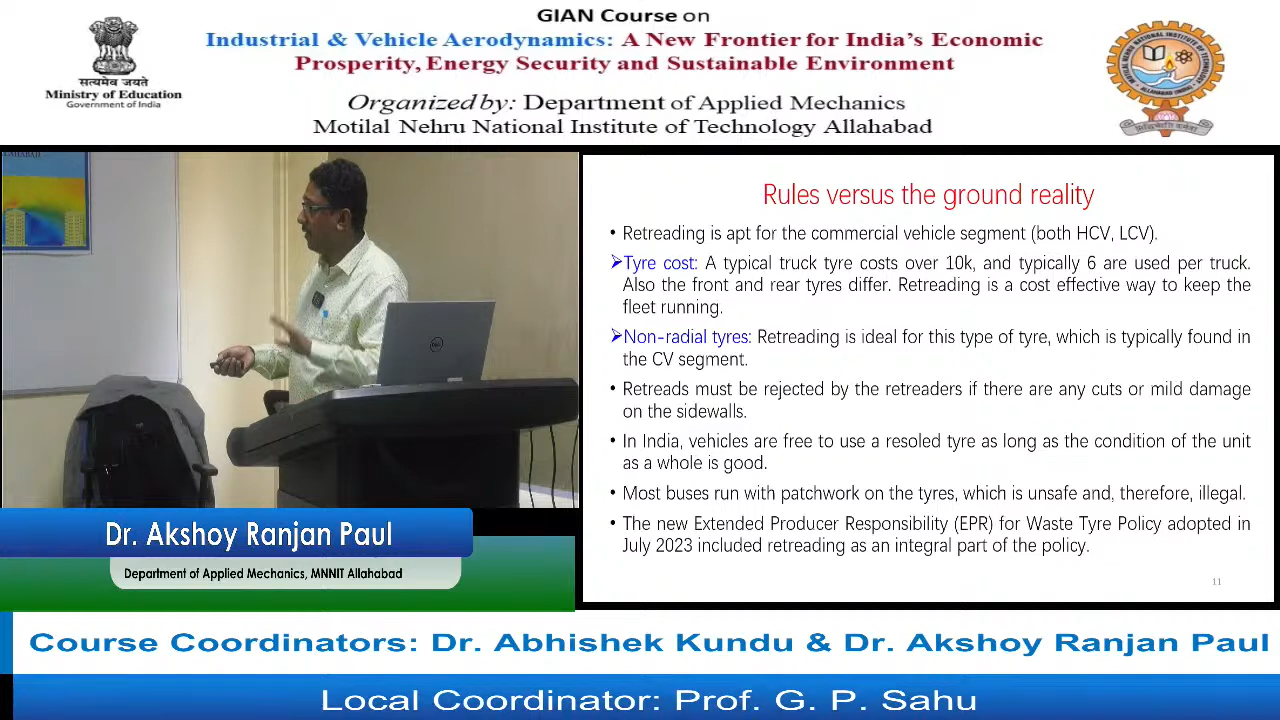 GIAN Course on
Industrial & Vehicle Aerodynamics: A New Frontier for India's Economic
Prosperity, Energy Security and Sustainable Environment
सत्यमेव जयते
Ministry of Education
Government of India
Organized by: Department of Applied Mechanics
Motilal Nehru National Institute of Technology Allahabad
Rules versus the ground reality
• Retreading is apt for the commercial vehicle segment (both HCV, LCV).
➢Tyre cost: A typical truck tyre costs over 10k, and typically 6 are used per truck.
Also the front and rear tyres differ. Retreading is a cost effective way to keep the
fleet running.
➢Non-radial tyres: Retreading is ideal for this type of tyre, which is typically found in
the CV segment.
• Retreads must be rejected by the retreaders if there are any cuts or mild damage
on the sidewalls.
• In India, vehicles are free to use a resoled tyre as long as the condition of the unit
as a whole is good.
• Most buses run with patchwork on the tyres, which is unsafe and, therefore, illegal.
• The new Extended Producer Responsibility (EPR) for Waste Tyre Policy adopted in
July 2023 included retreading as an integral part of the policy.
11
DELL
Dr. Akshoy Ranjan Paul
Department of Applied Mechanics, MNNIT Allahabad
Course Coordinators: Dr. Abhishek Kundu & Dr. Akshoy Ranjan Paul
Local Coordinator: Prof. G. P. Sahu